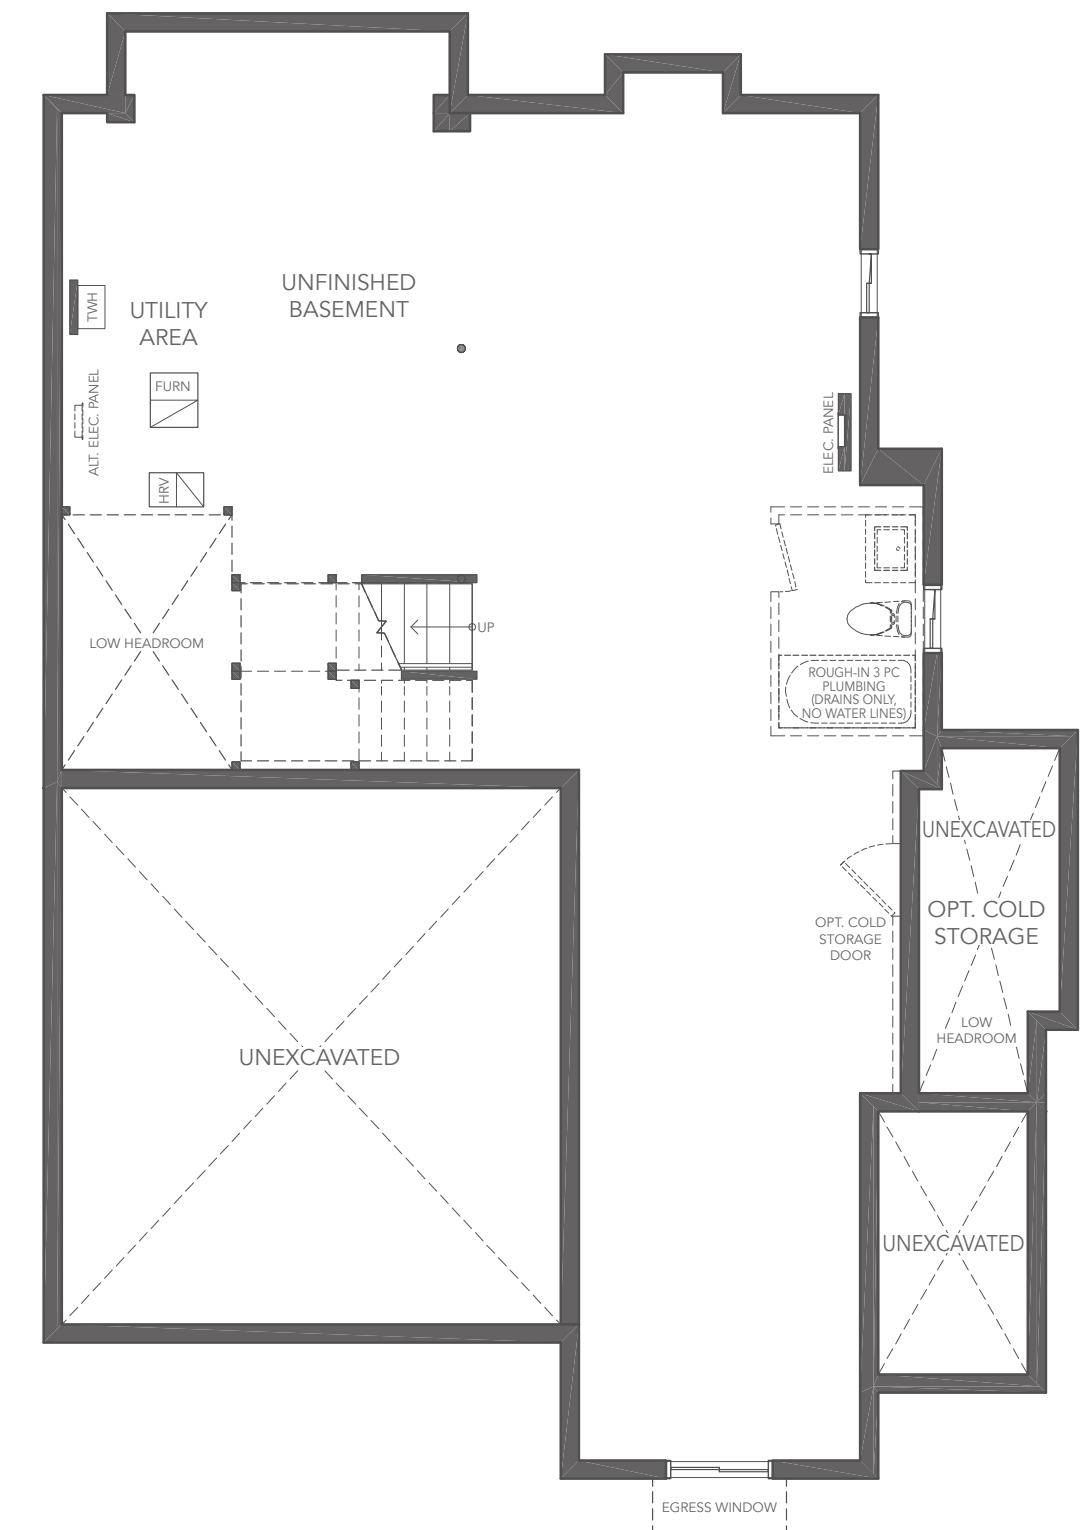 UNFINISHED
BASEMENT
UTILITY
AREA
TWH
FURN
ALT. ELEC. PANEL
ELEC. PANEL
HRV
UP
LOW HEADROOM
ROUGH-IN 3 PC
PLUMBING
(DRAINS ONLY,
NO WATER LINES)
UNEXCAVATED
OPT. COLD
STORAGE
OPT. COLD
STORAGE
DOOR
LOW
HEADROOM
UNEXCAVATED
UNEXCAVATED
EGRESS WINDOW